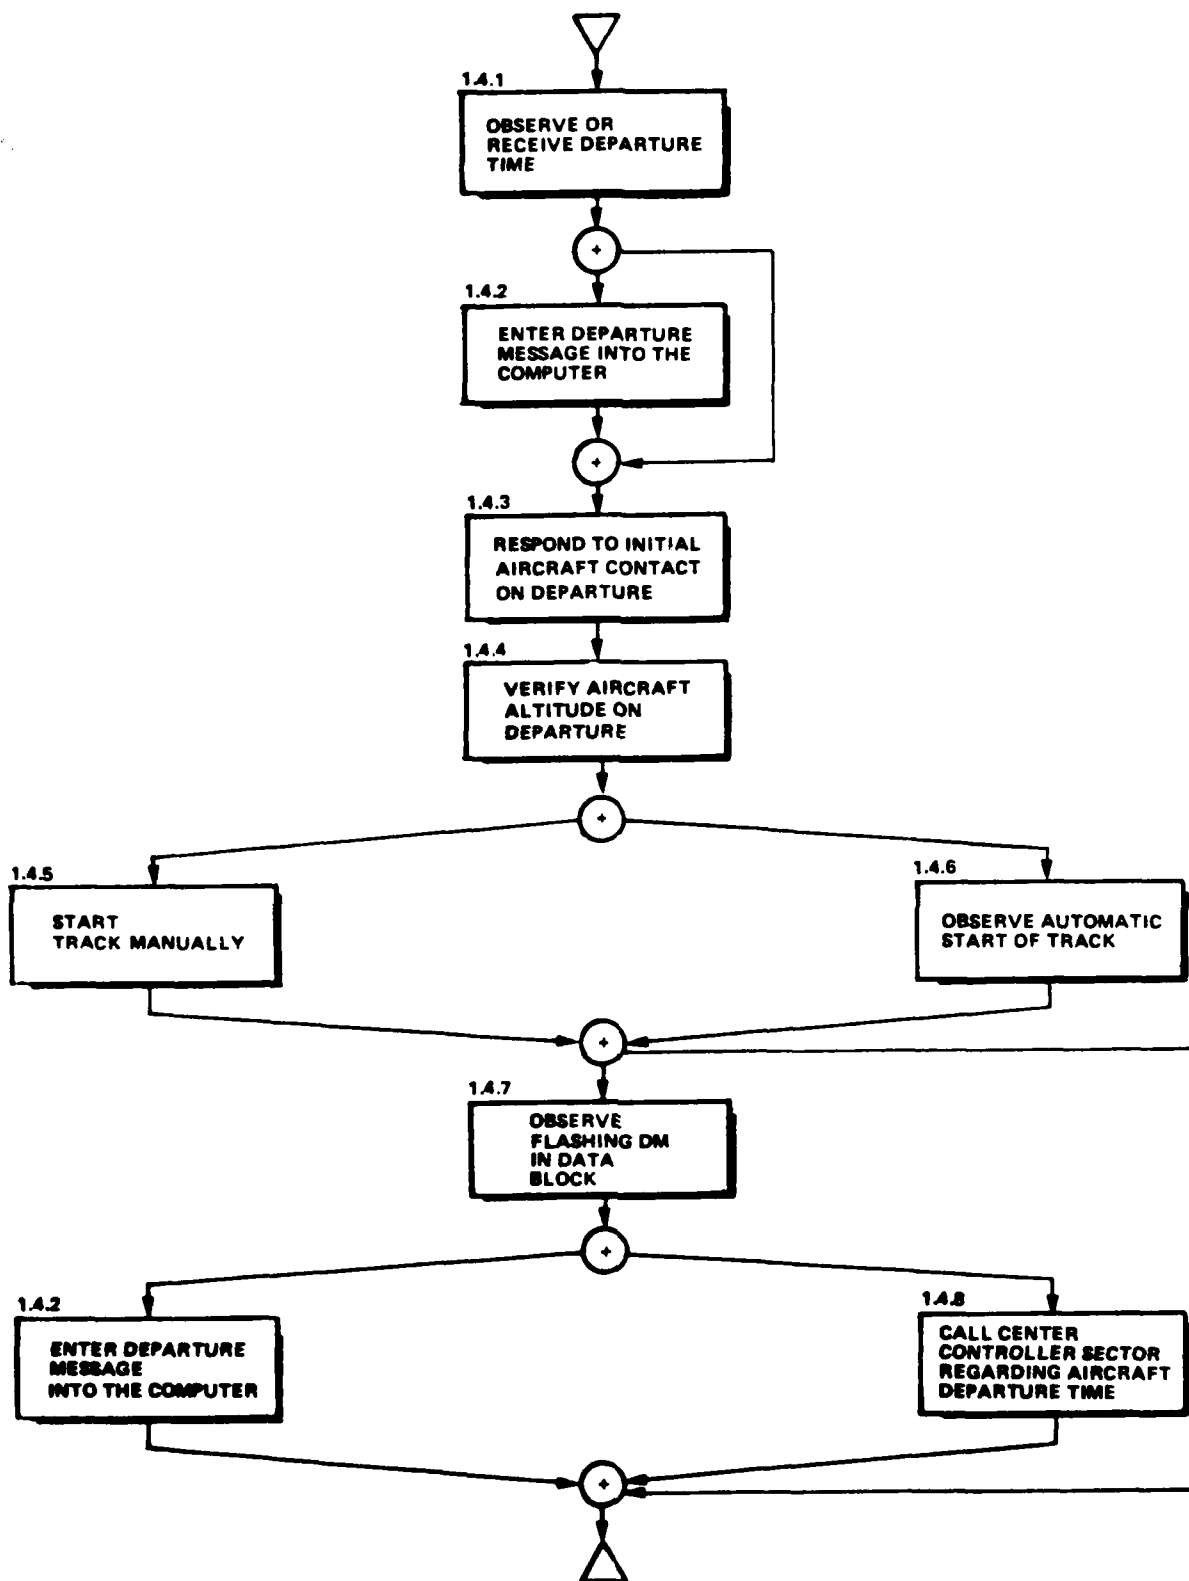 1.4.1
OBSERVE OR
RECEIVE DEPARTURE
TIME
+
1.4.2
ENTER DEPARTURE
MESSAGE INTO THE
COMPUTER
+
1.4.3
RESPOND TO INITIAL
AIRCRAFT CONTACT
ON DEPARTURE
1.4.4
VERIFY AIRCRAFT
ALTITUDE ON
DEPARTURE
+
1.4.5
START
TRACK MANUALLY
1.4.6
OBSERVE AUTOMATIC
START OF TRACK
+
1.4.7
OBSERVE
FLASHING DM
IN DATA
BLOCK
+
1.4.2
ENTER DEPARTURE
MESSAGE
INTO THE COMPUTER
1.4.8
CALL CENTER
CONTROLLER SECTOR
REGARDING AIRCRAFT
DEPARTURE TIME
+